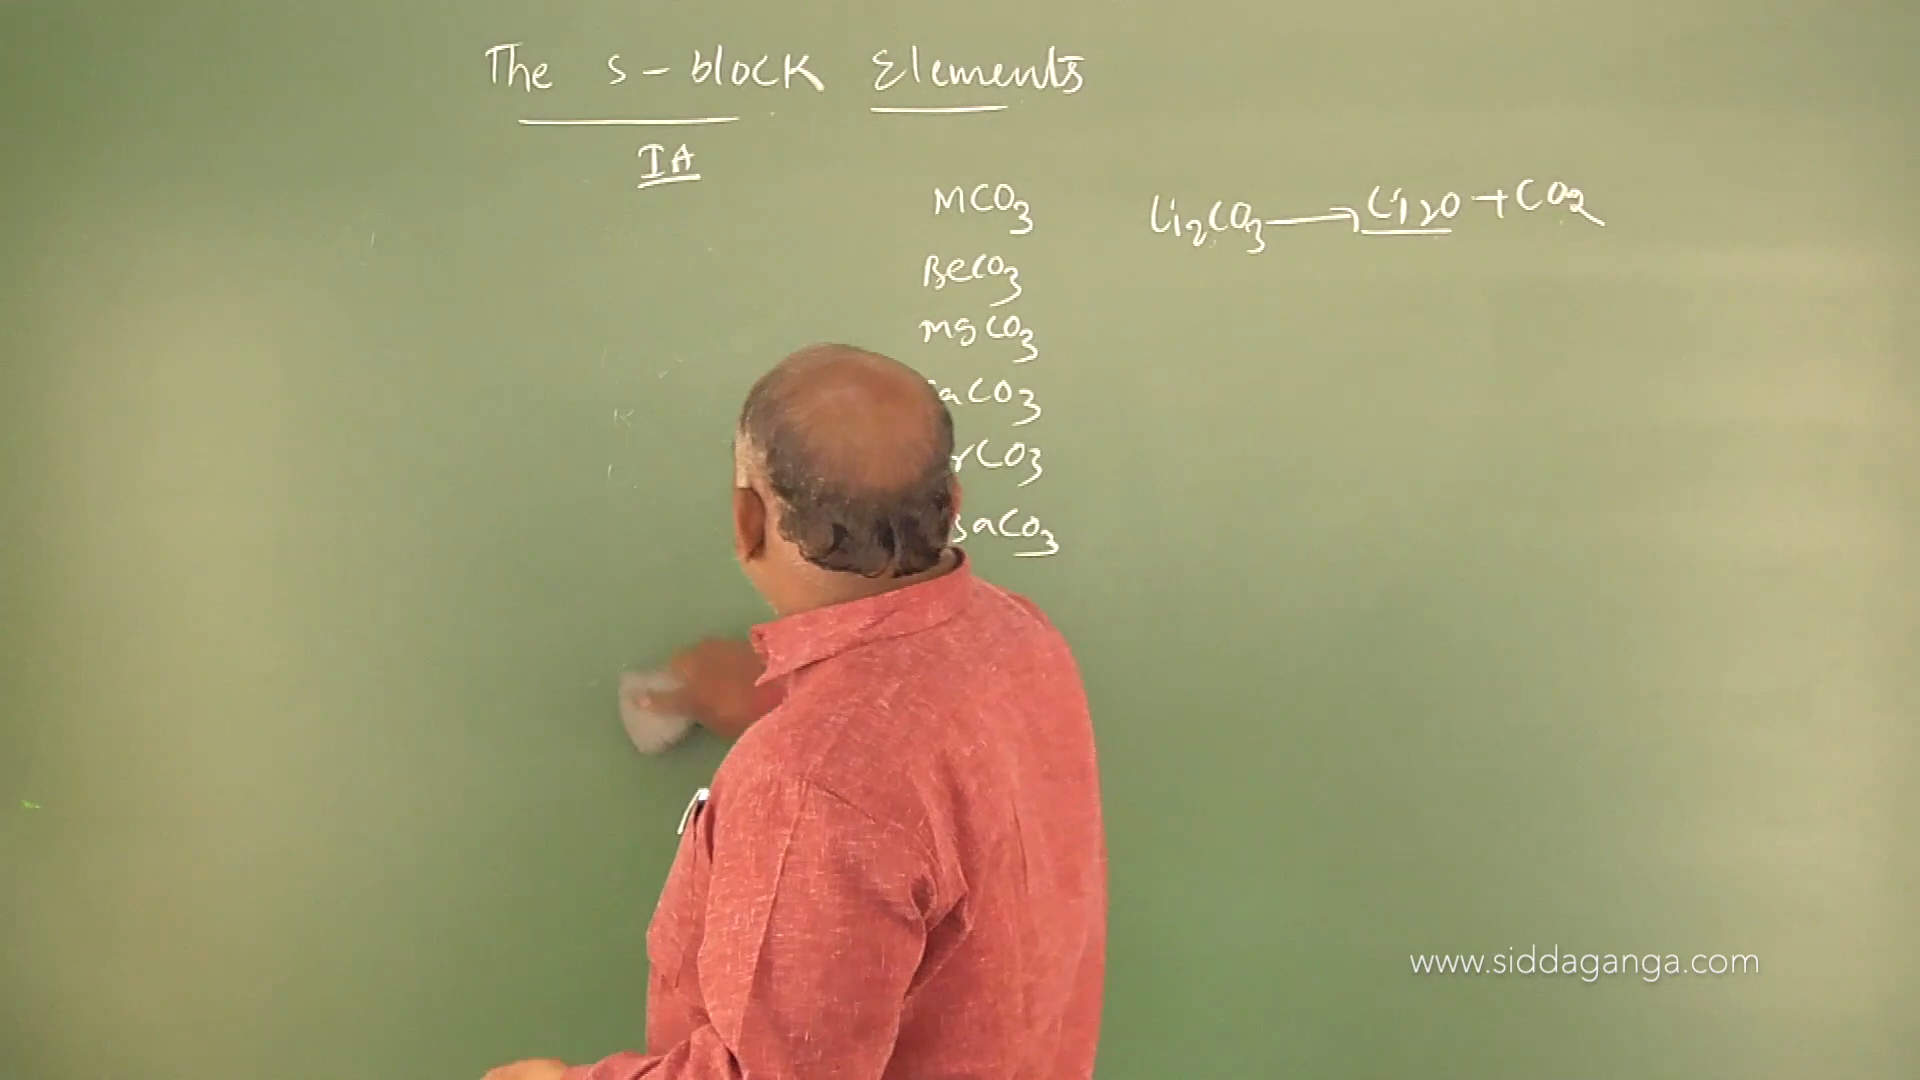 The s-block Elements
IA
MCO3 Li2CO3 → Li2O + CO2
BeCO3
MgCO3
aCO3
rCO3
BaCO3
K
www.siddaganga.com